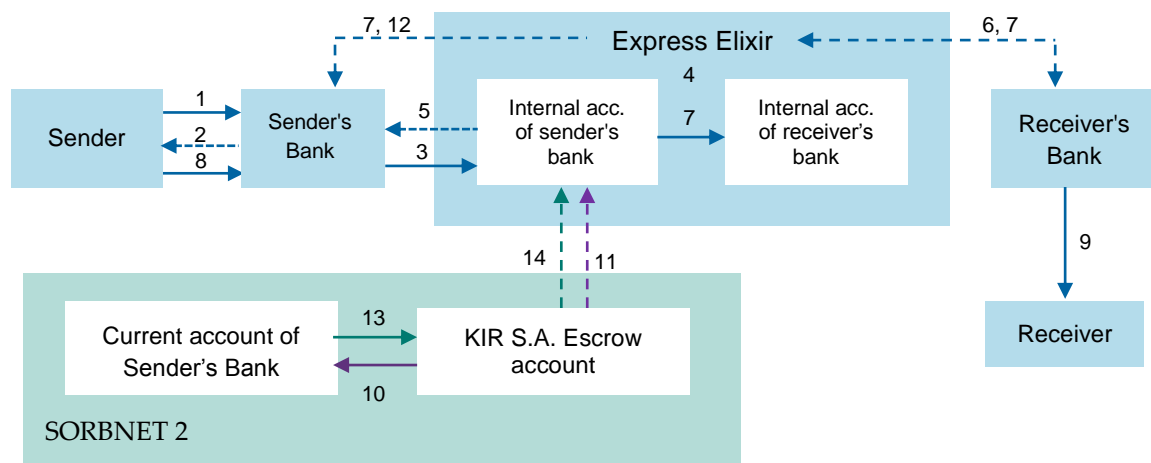 7, 12
Express Elixir
6, 7
4
Sender
1
2
8
Sender's
Bank
5
3
Internal acc.
of sender's
bank
7
Internal acc.
of receiver's
bank
Receiver's
Bank
14
11
9
Current account of
Sender’s Bank
13
10
KIR S.A. Escrow
account
Receiver
SORBNET 2